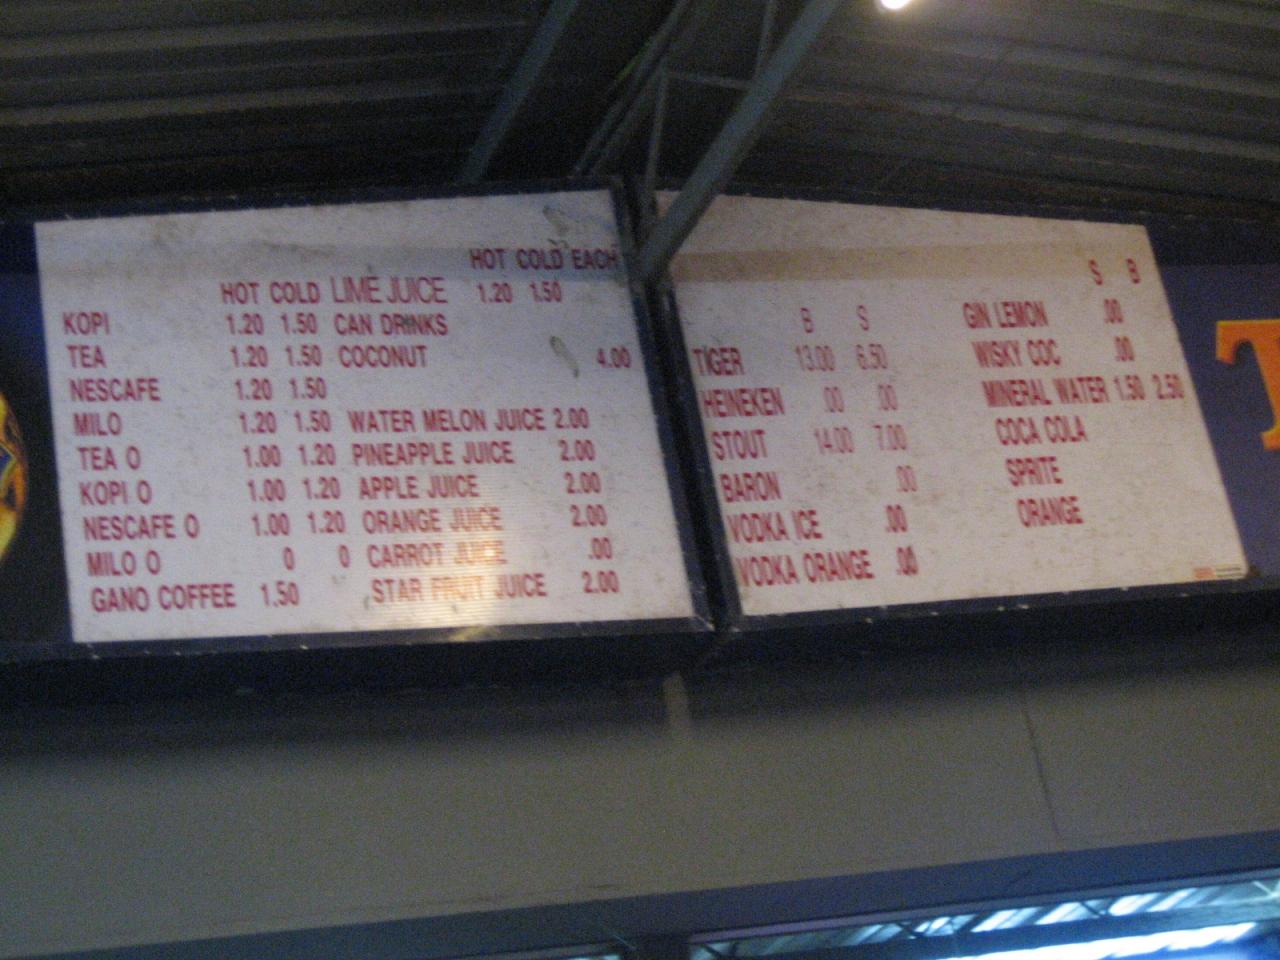 HOT COLD EACH
HOT COLD LIME JUICE 1.20 1.50
KOPI 1.20 1.50 CAN DRINKS
TEA 1.20 1.50 COCONUT 4.00
NESCAFE 1.20 1.50
MILO 1.20 1.50 WATER MELON JUICE 2.00
TEA O 1.00 1.20 PINEAPPLE JUICE 2.00
KOPI O 1.00 1.20 APPLE JUICE 2.00
NESCAFE O 1.00 1.20 ORANGE JUICE 2.00
MILO O 0 0 CARROT JUICE .00
GANO COFFEE 1.50 STAR FRUIT JUICE 2.00
S B
B S GIN LEMON .00
TIGER 13.00 6.50 WISKY COC .00
HEINEKEN .00 .00 MINERAL WATER 1.50 2.50
STOUT 14.00 7.00 COCA COLA
BARON .00 SPRITE
VODKA ICE .00 ORANGE
VODKA ORANGE .00
T